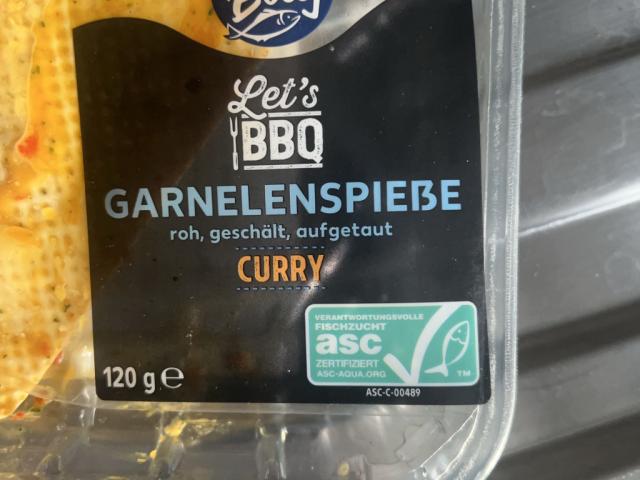 Let's
BBQ
GARNELENSPIEẞE
roh, geschält, aufgetaut
CURRY
VERANTWORTUNGSVOLLE
FISCHZUCHT
asc
ZERTIFIZIERT
ASC-AQUA.ORG
TM
120 g e
ASC-C-00489